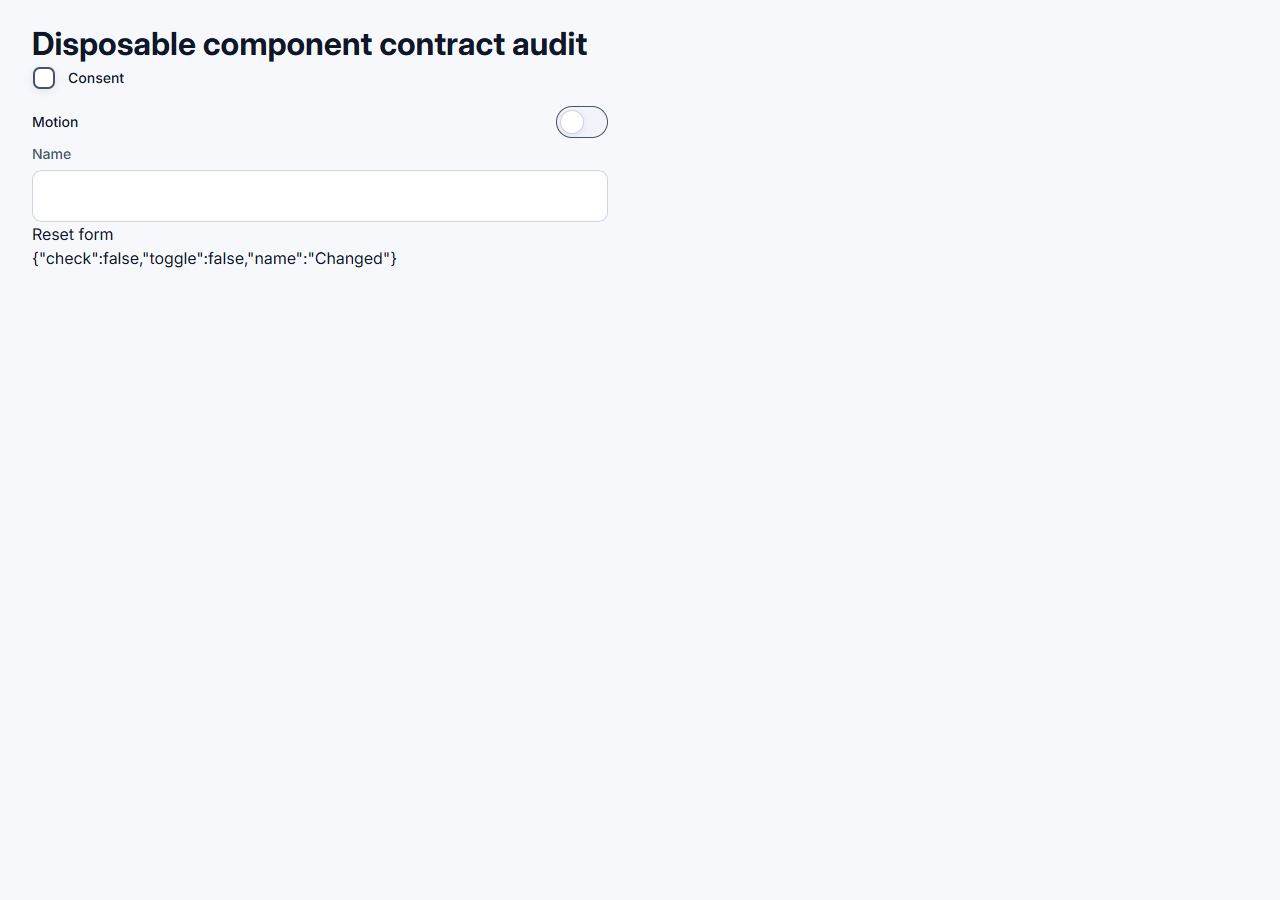 Disposable component contract audit
Consent
Motion
Name
Reset form
{"check":false,"toggle":false,"name":"Changed"}